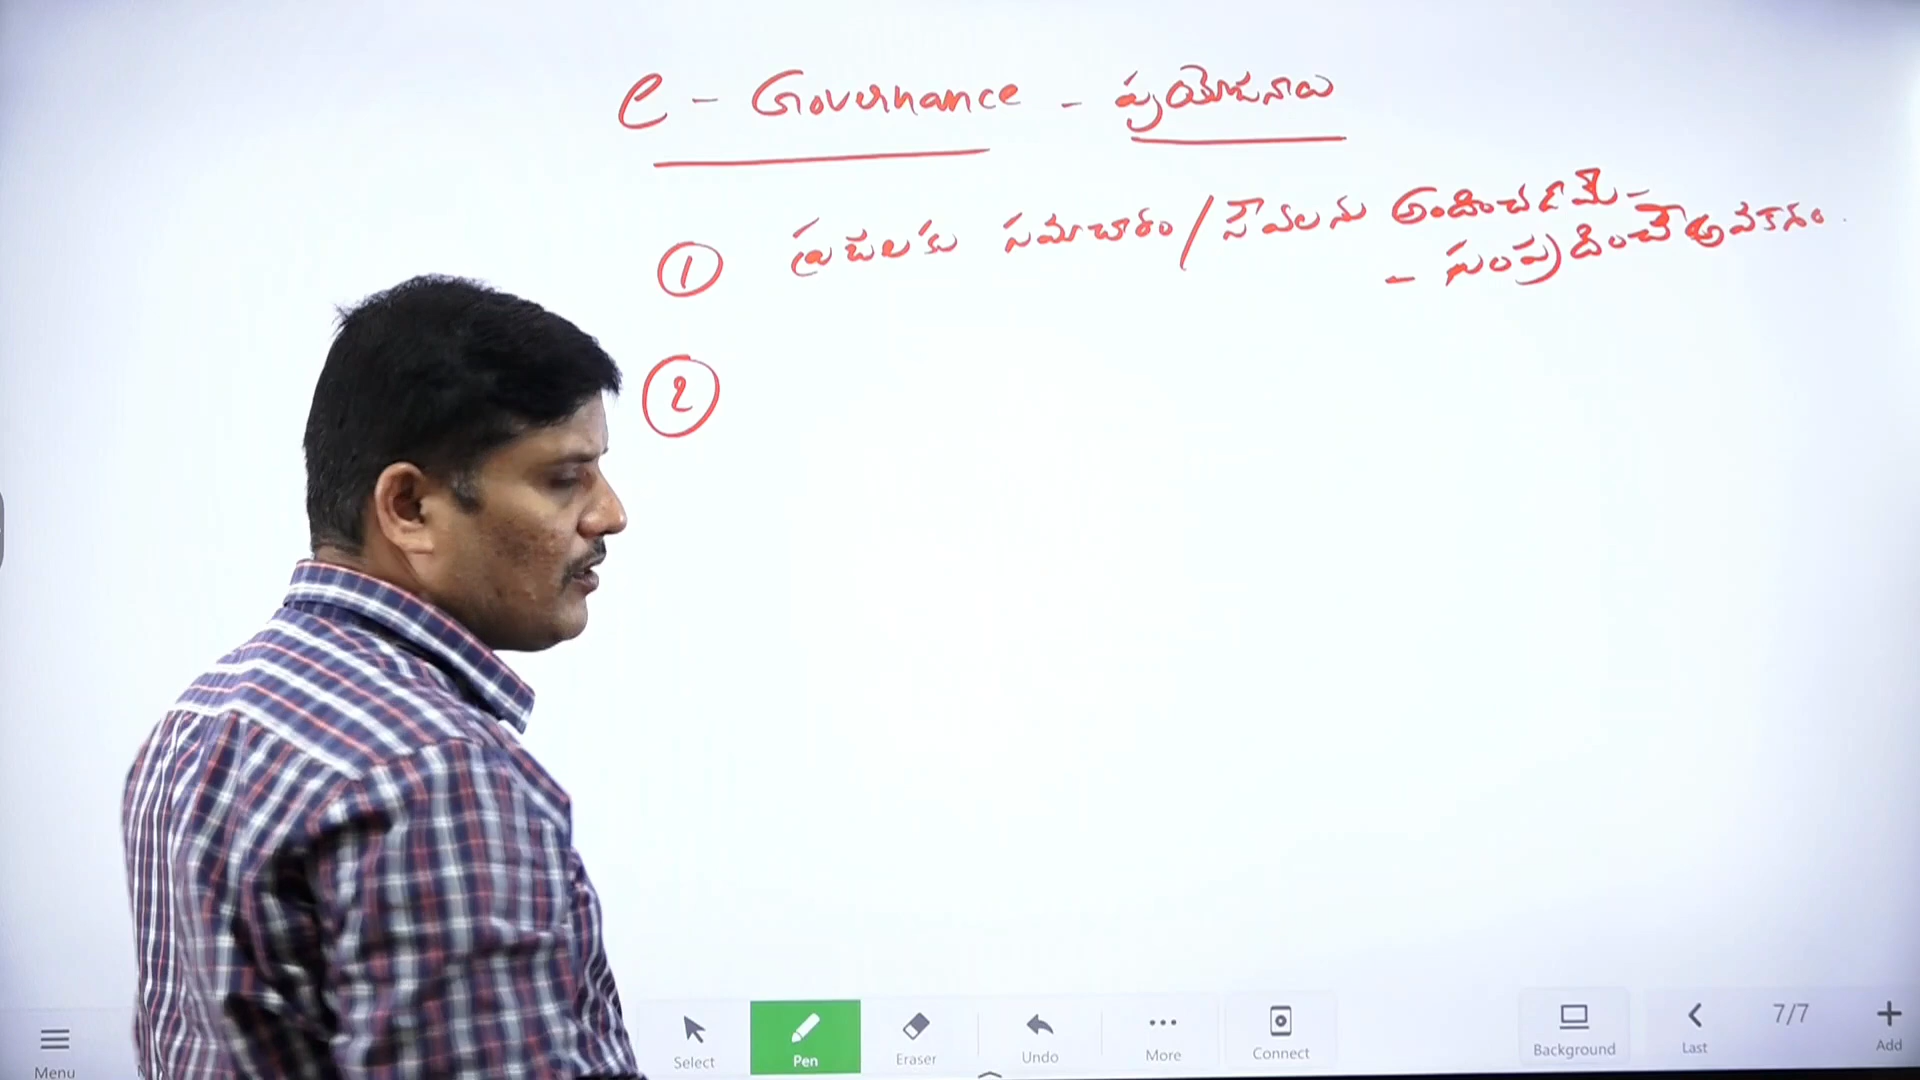 e - Governance - ప్రయోజనాలు
① ప్రజలకు సమాచారం / సేవలను అందించడమే -
- సంప్రదించే అవకాశం.
②
Menu
Select
Pen
Eraser
Undo
More
Connect
Background
Last
7/7
Add